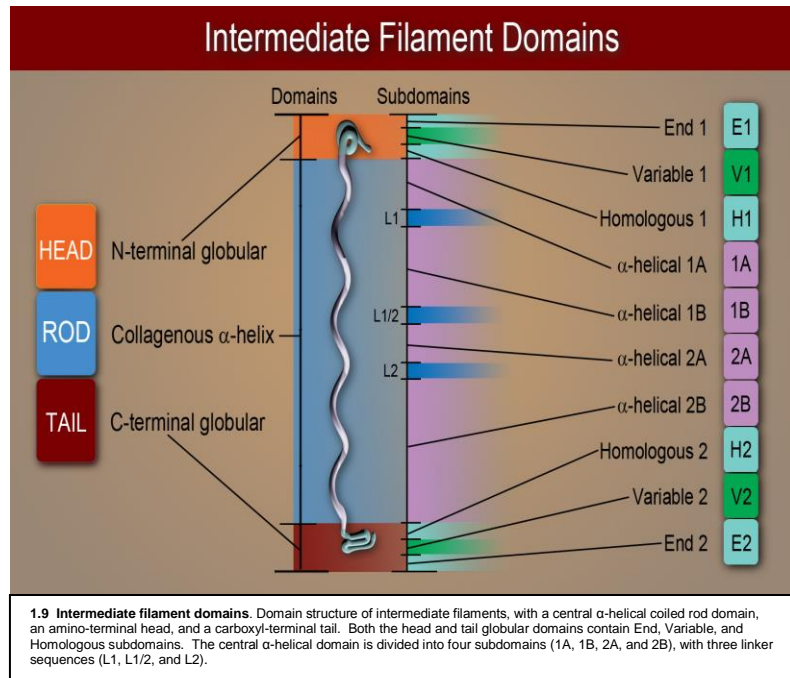 Intermediate Filament Domains
Domains Subdomains
HEAD N-terminal globular
ROD Collagenous α-helix
TAIL C-terminal globular
L1
L1/2
L2
End 1 E1
Variable 1 V1
Homologous 1 H1
α-helical 1A 1A
α-helical 1B 1B
α-helical 2A 2A
α-helical 2B 2B
Homologous 2 H2
Variable 2 V2
End 2 E2
1.9 Intermediate filament domains. Domain structure of intermediate filaments, with a central α-helical coiled rod domain,
an amino-terminal head, and a carboxyl-terminal tail. Both the head and tail globular domains contain End, Variable, and
Homologous subdomains. The central α-helical domain is divided into four subdomains (1A, 1B, 2A, and 2B), with three linker
sequences (L1, L1/2, and L2).